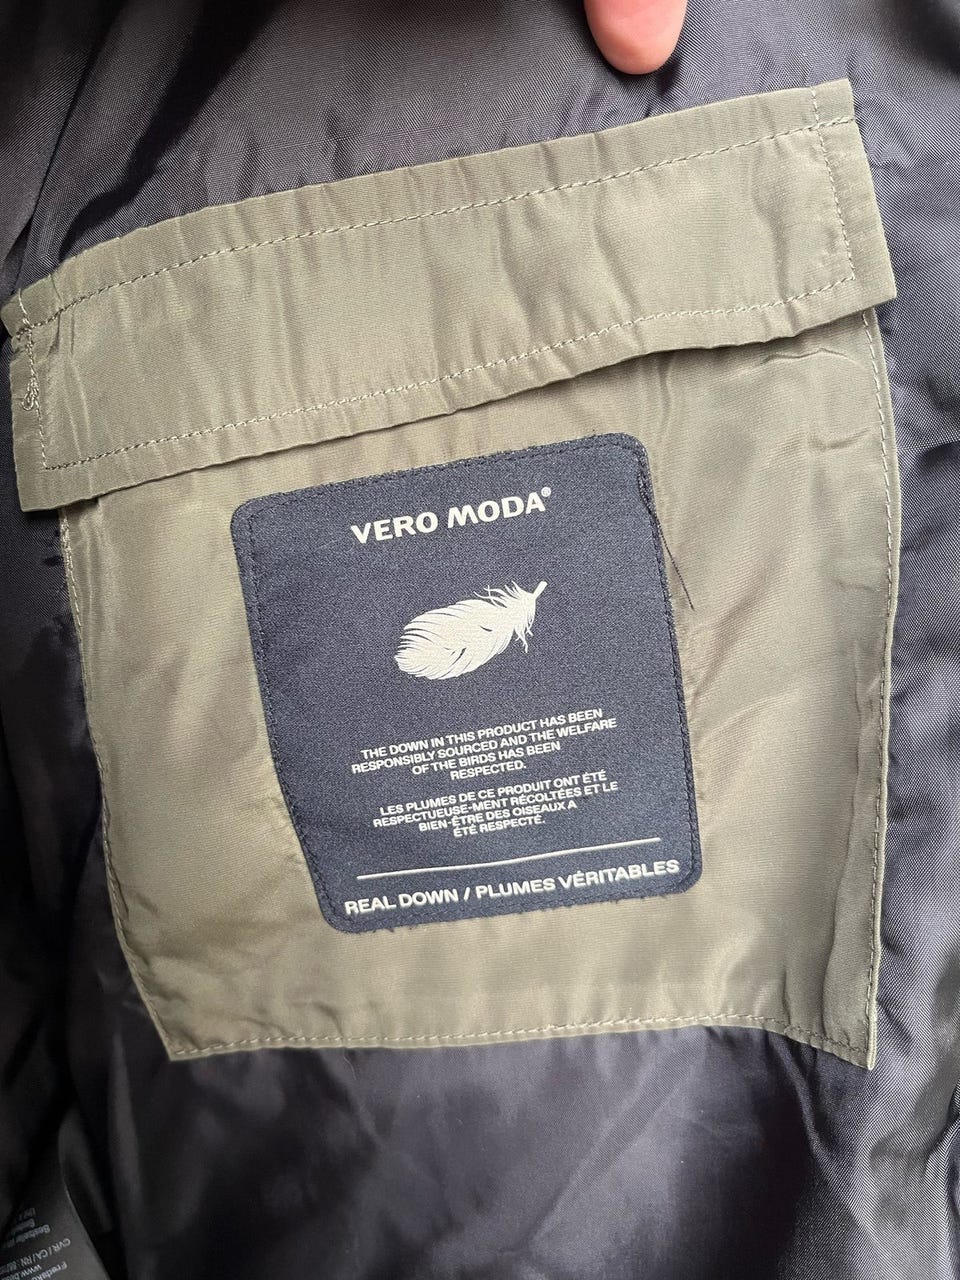 VERO MODA®
THE DOWN IN THIS PRODUCT HAS BEEN
RESPONSIBLY SOURCED AND THE WELFARE
OF THE BIRDS HAS BEEN
RESPECTED.
LES PLUMES DE CE PRODUIT ONT ÉTÉ
RESPECTUEUSE-MENT RÉCOLTÉES ET LE
BIEN-ÊTRE DES OISEAUX A
ÉTÉ RESPECTÉ.
REAL DOWN / PLUMES VÉRITABLES